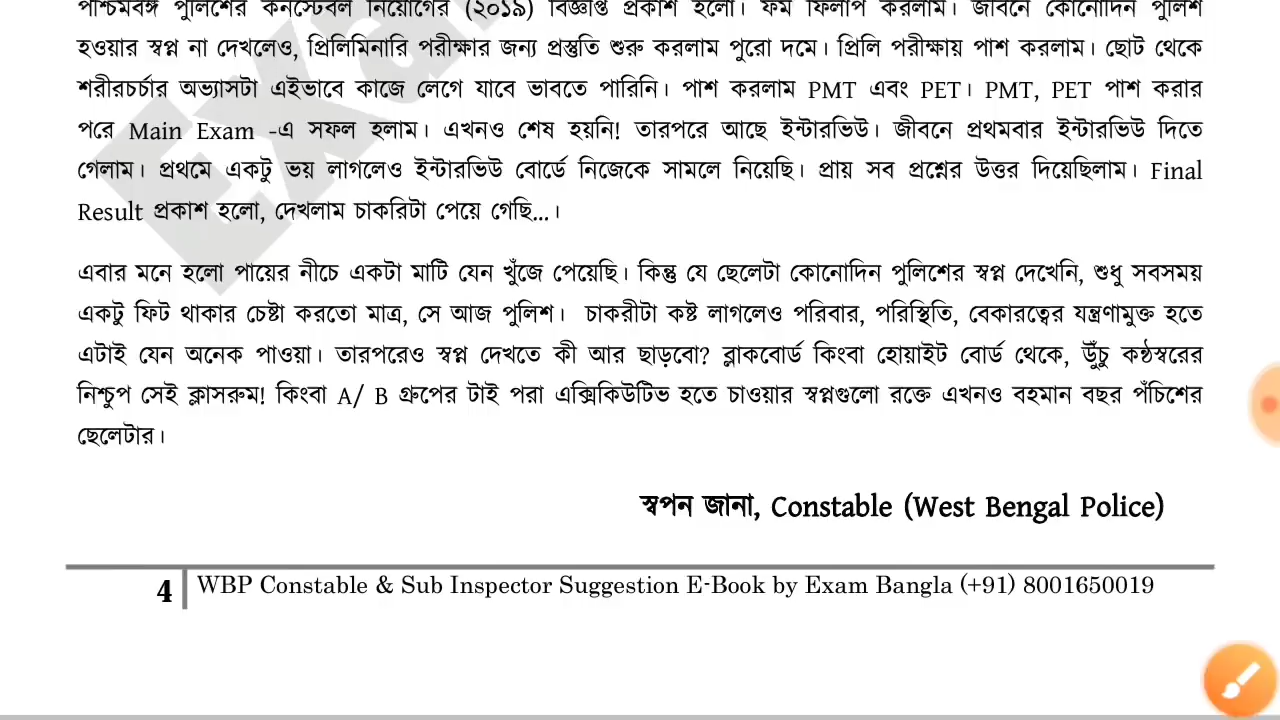 পশ্চিমবঙ্গ পুলিশের কনস্টেবল নিয়োগের (২০১৯) বিজ্ঞপ্তি প্রকাশ হলো। ফর্ম ফিলাপ করলাম। জীবনে কোনোদিন পুলিশ
হওয়ার স্বপ্ন না দেখলেও, প্রিলিমিনারি পরীক্ষার জন্য প্রস্তুতি শুরু করলাম পুরো দমে। প্রিলি পরীক্ষায় পাশ করলাম। ছোট থেকে
শরীরচর্চার অভ্যাসটা এইভাবে কাজে লেগে যাবে ভাবতে পারিনি। পাশ করলাম PMT এবং PET। PMT, PET পাশ করার
পরে Main Exam -এ সফল হলাম। এখনও শেষ হয়নি! তারপরে আছে ইন্টারভিউ। জীবনে প্রথমবার ইন্টারভিউ দিতে
গেলাম। প্রথমে একটু ভয় লাগলেও ইন্টারভিউ বোর্ডে নিজেকে সামলে নিয়েছি। প্রায় সব প্রশ্নের উত্তর দিয়েছিলাম। Final
Result প্রকাশ হলো, দেখলাম চাকরিটা পেয়ে গেছি...।
এবার মনে হলো পায়ের নীচে একটা মাটি যেন খুঁজে পেয়েছি। কিন্তু যে ছেলেটা কোনোদিন পুলিশের স্বপ্ন দেখেনি, শুধু সবসময়
একটু ফিট থাকার চেষ্টা করতো মাত্র, সে আজ পুলিশ। চাকরীটা কষ্ট লাগলেও পরিবার, পরিস্থিতি, বেকারত্বের যন্ত্রণামুক্ত হতে
এটাই যেন অনেক পাওয়া। তারপরেও স্বপ্ন দেখতে কী আর ছাড়বো? ব্লাকবোর্ড কিংবা হোয়াইট বোর্ড থেকে, উুঁচু কন্ঠস্বরের
নিশ্চুপ সেই ক্লাসরুম! কিংবা A/ B গ্রুপের টাই পরা এক্সিকিউটিভ হতে চাওয়ার স্বপ্নগুলো রক্তে এখনও বহমান বছর পঁচিশের
ছেলেটার।
স্বপন জানা, Constable (West Bengal Police)
4 WBP Constable & Sub Inspector Suggestion E-Book by Exam Bangla (+91) 8001650019